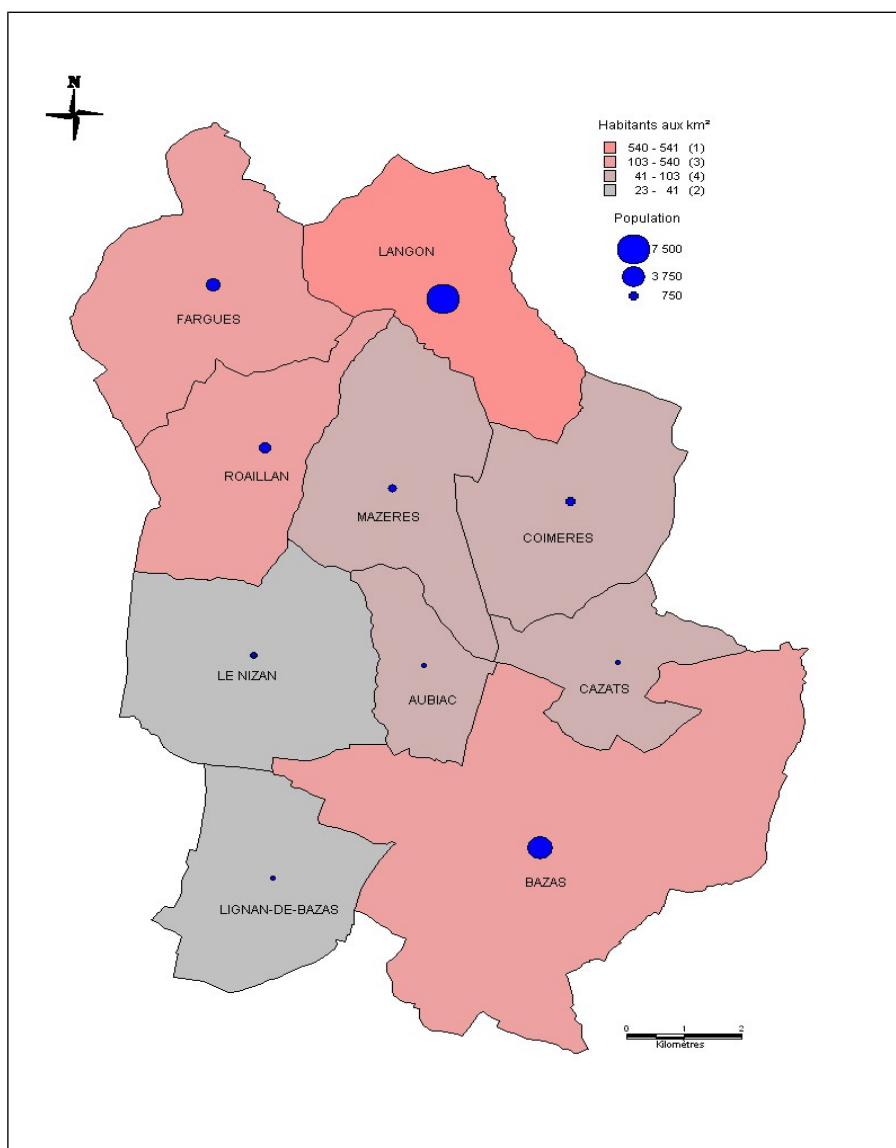 N
Habitants aux km²
540 - 541 (1)
103 - 540 (3)
41 - 103 (4)
23 - 41 (2)
Population
7 500
3 750
750
LANGON
FARGUES
ROAILLAN
MAZERES
COIMERES
LE NIZAN
AUBIAC
CAZATS
BAZAS
LIGNAN-DE-BAZAS
0 1 2
Kilomètres